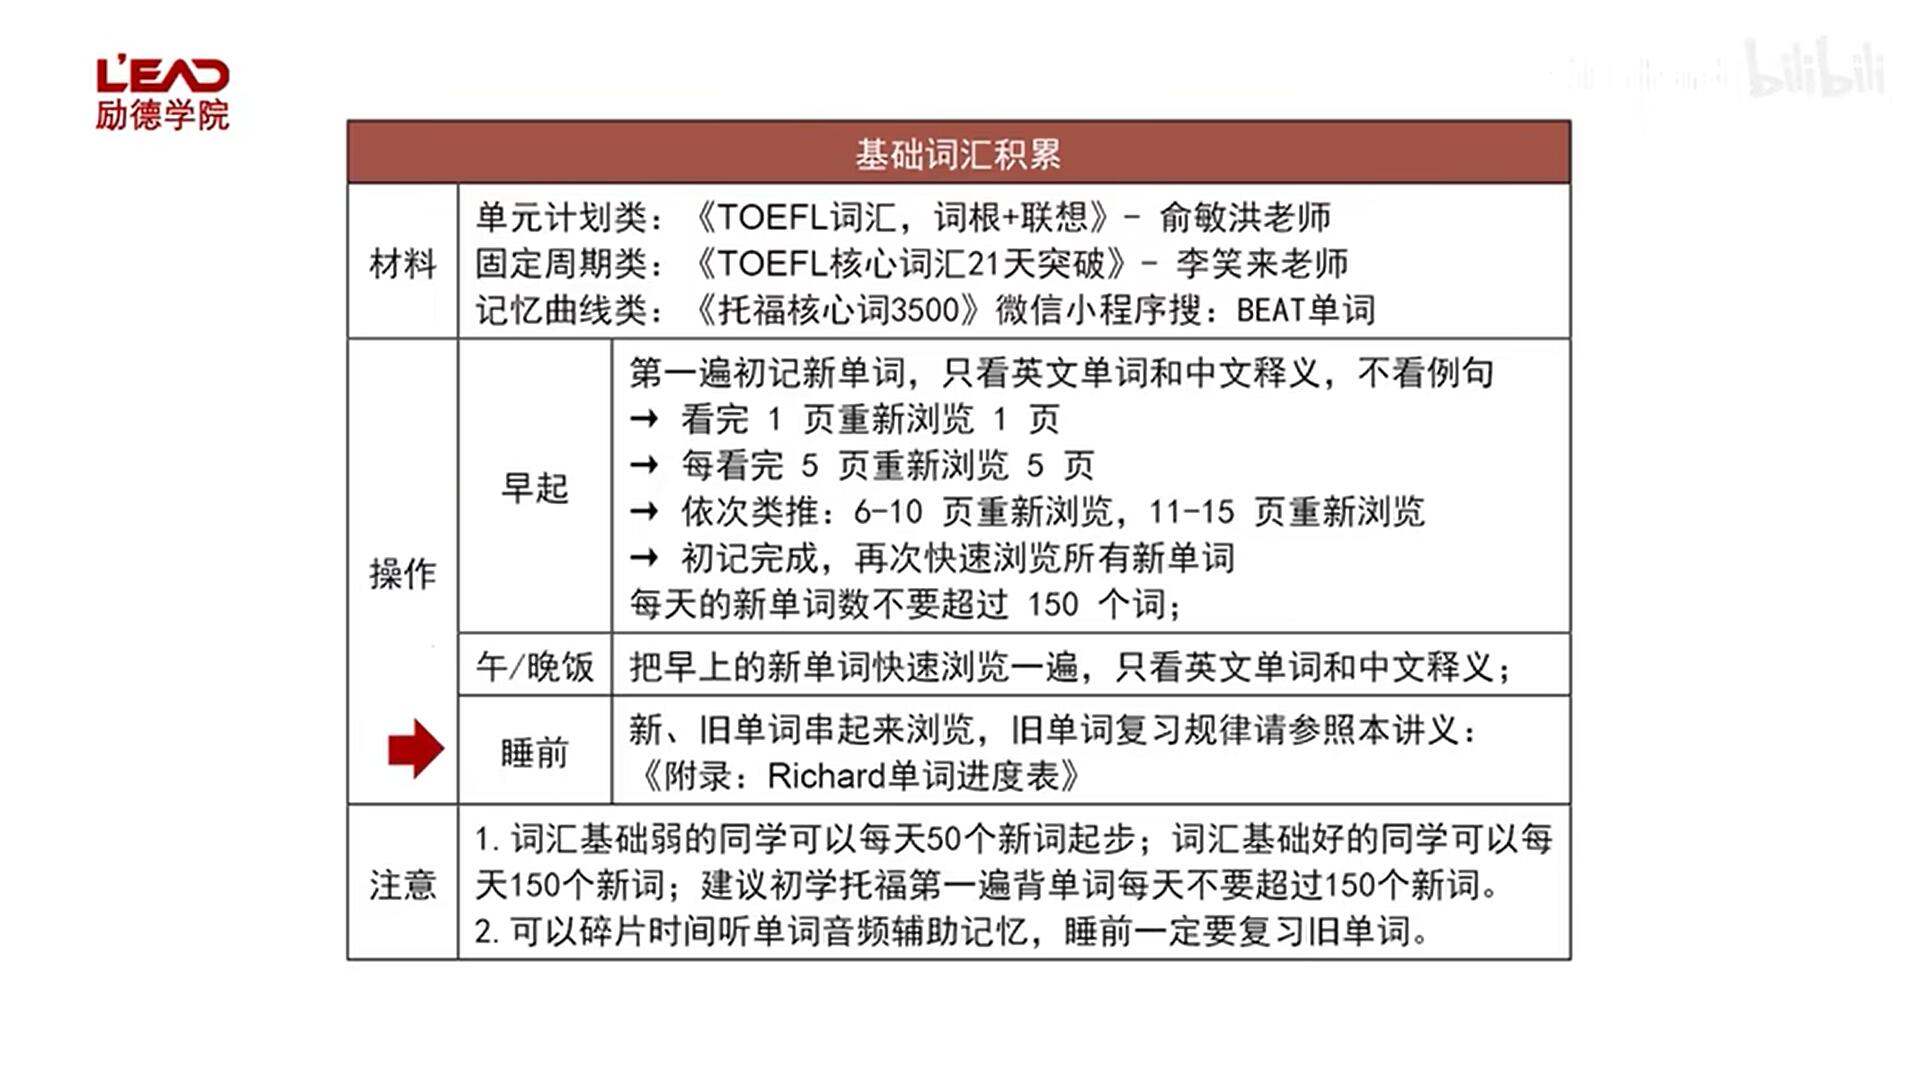 L'EAD
励德学院
bilibili
基础词汇积累
材料
单元计划类：《TOEFL词汇，词根+联想》- 俞敏洪老师
固定周期类：《TOEFL核心词汇21天突破》- 李笑来老师
记忆曲线类：《托福核心词3500》微信小程序搜：BEAT单词
操作
早起
第一遍初记新单词，只看英文单词和中文释义，不看例句
→ 看完 1 页重新浏览 1 页
→ 每看完 5 页重新浏览 5 页
→ 依次类推：6-10 页重新浏览，11-15 页重新浏览
→ 初记完成，再次快速浏览所有新单词
每天的新单词数不要超过 150 个词；
午/晚饭
把早上的新单词快速浏览一遍，只看英文单词和中文释义；
睡前
新、旧单词串起来浏览，旧单词复习规律请参照本讲义：
《附录：Richard单词进度表》
注意
1. 词汇基础弱的同学可以每天50个新词起步；词汇基础好的同学可以每
天150个新词；建议初学托福第一遍背单词每天不要超过150个新词。
2. 可以碎片时间听单词音频辅助记忆，睡前一定要复习旧单词。